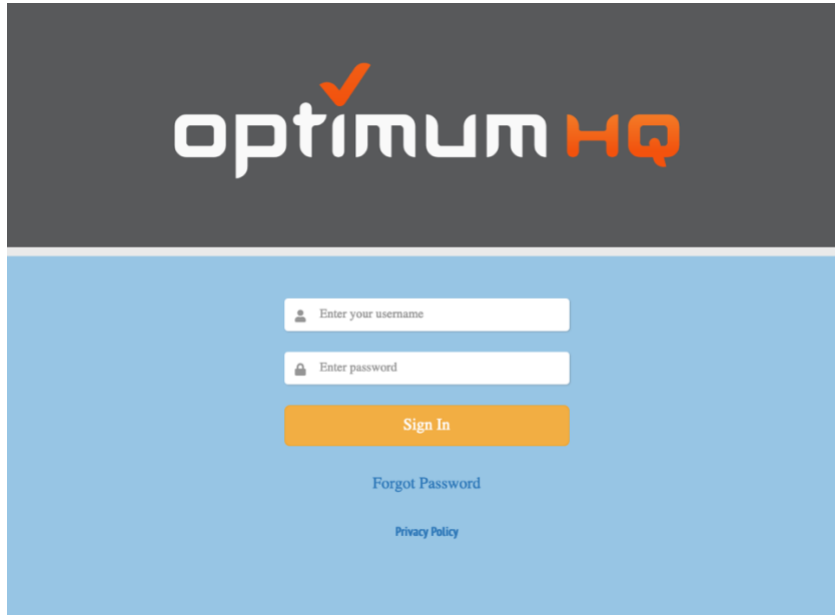 optimum HQ
Enter your username
Enter password
Sign In
Forgot Password
Privacy Policy